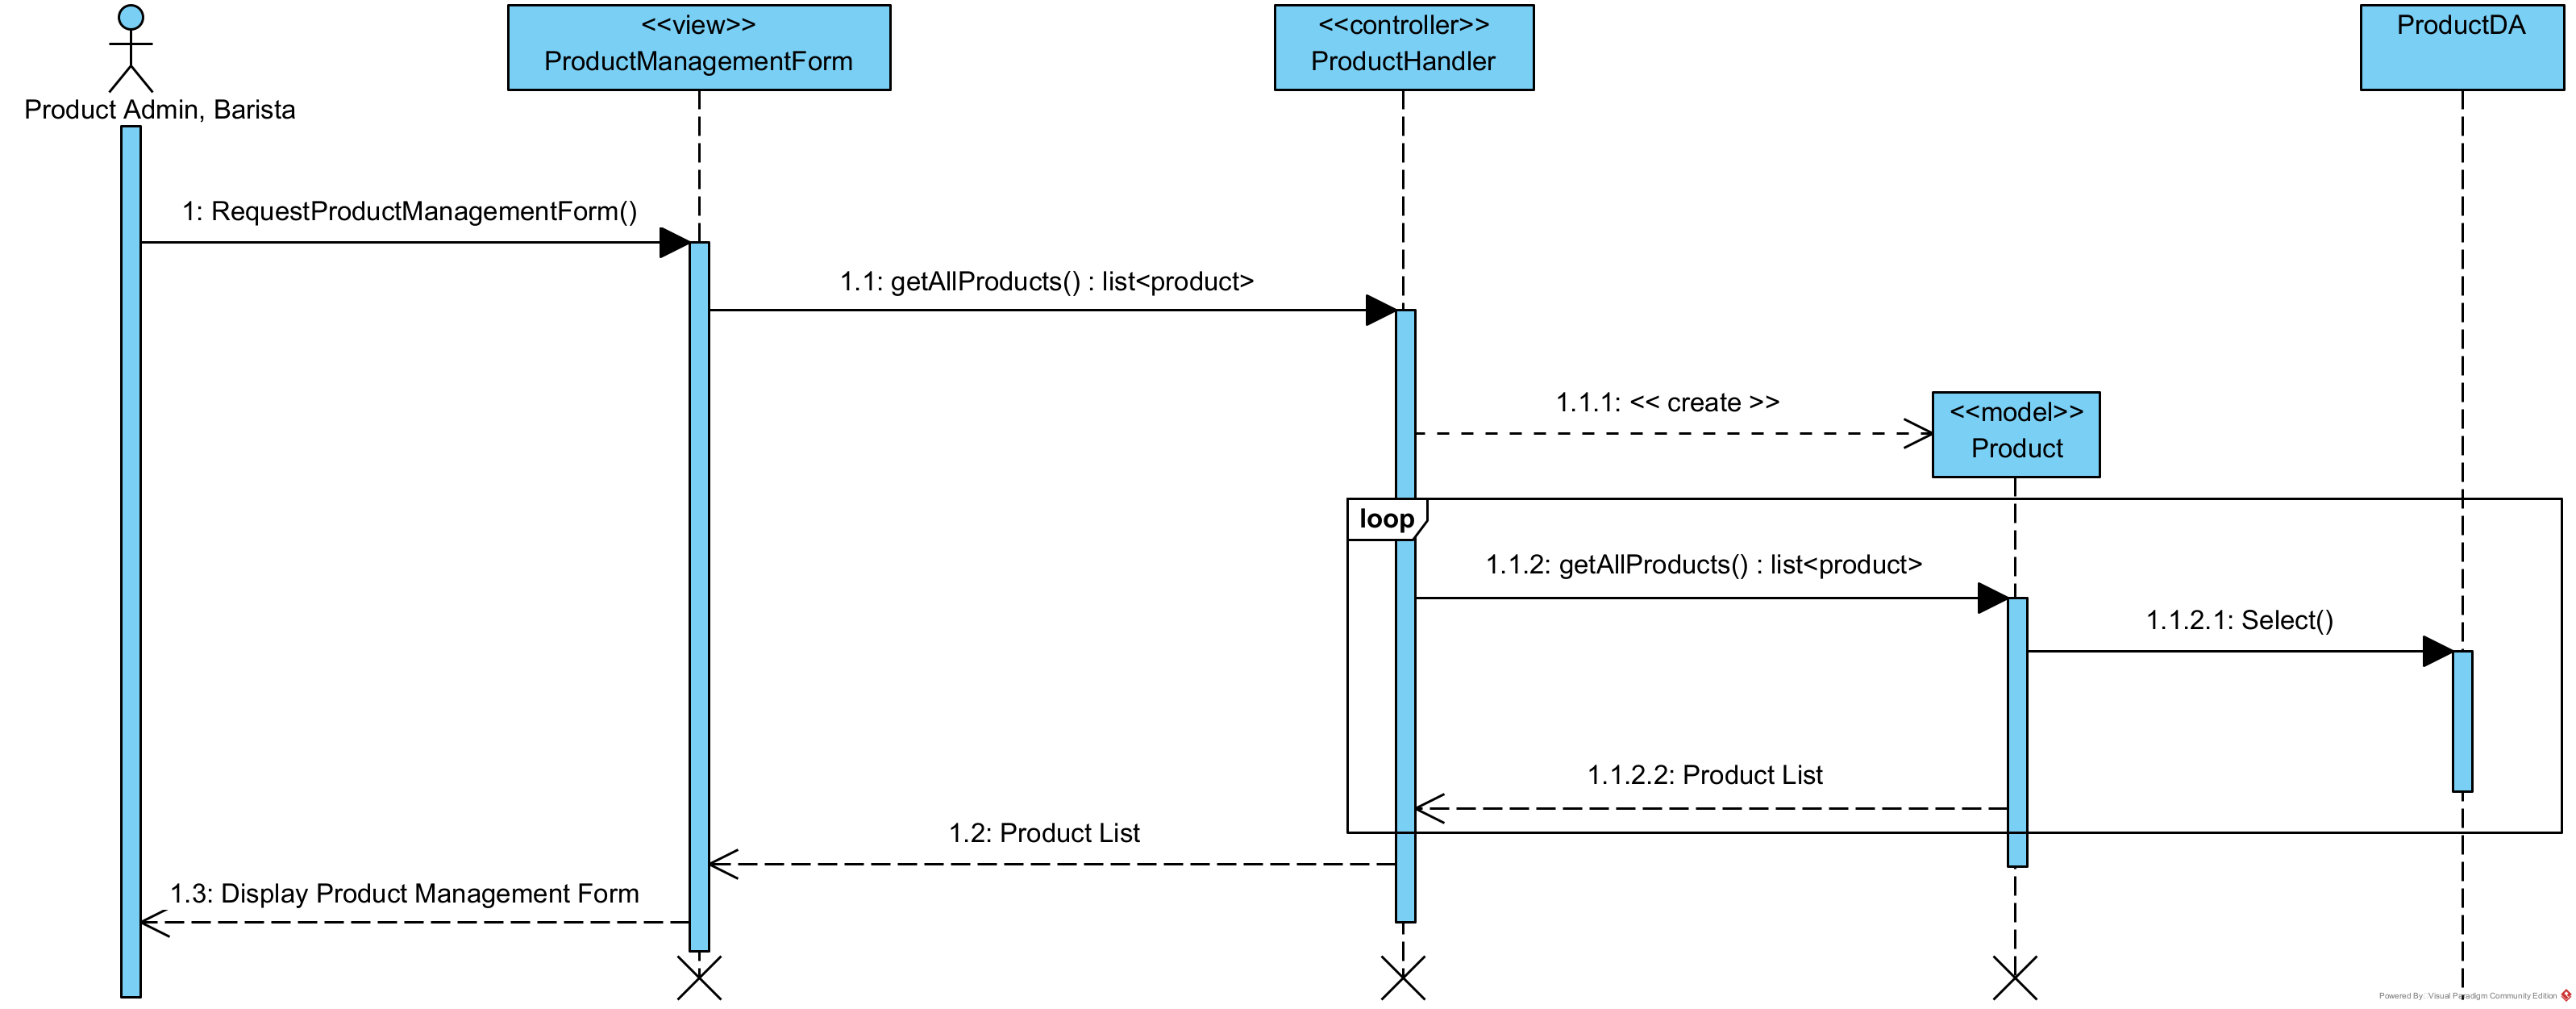 <<view>>
ProductManagementForm
<<controller>>
ProductHandler
ProductDA
Product Admin, Barista
1: RequestProductManagementForm()
1.1: getAllProducts() : list<product>
1.1.1: << create >>
<<model>>
Product
loop
1.1.2: getAllProducts() : list<product>
1.1.2.1: Select()
1.1.2.2: Product List
1.2: Product List
1.3: Display Product Management Form
Powered By: Visual Paradigm Community Edition